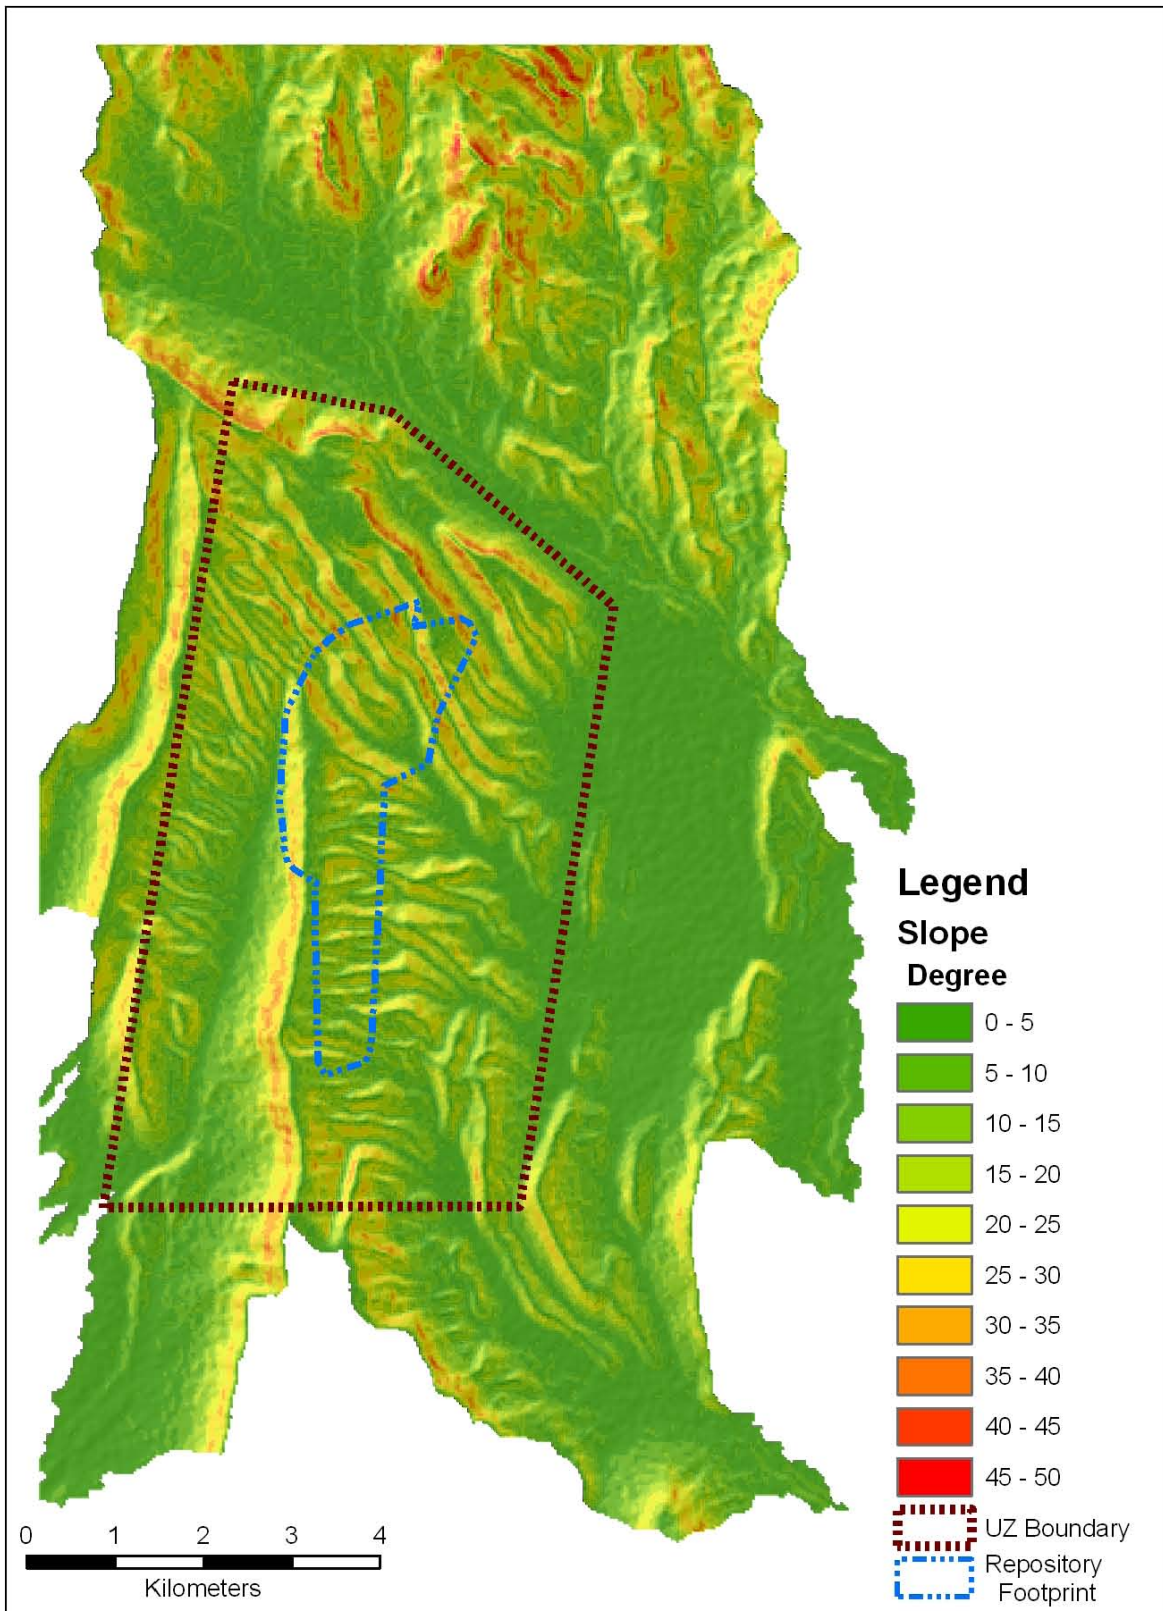 Legend
Slope
Degree
0 - 5
5 - 10
10 - 15
15 - 20
20 - 25
25 - 30
30 - 35
35 - 40
40 - 45
45 - 50
UZ Boundary
Repository
Footprint
0 1 2 3 4
Kilometers